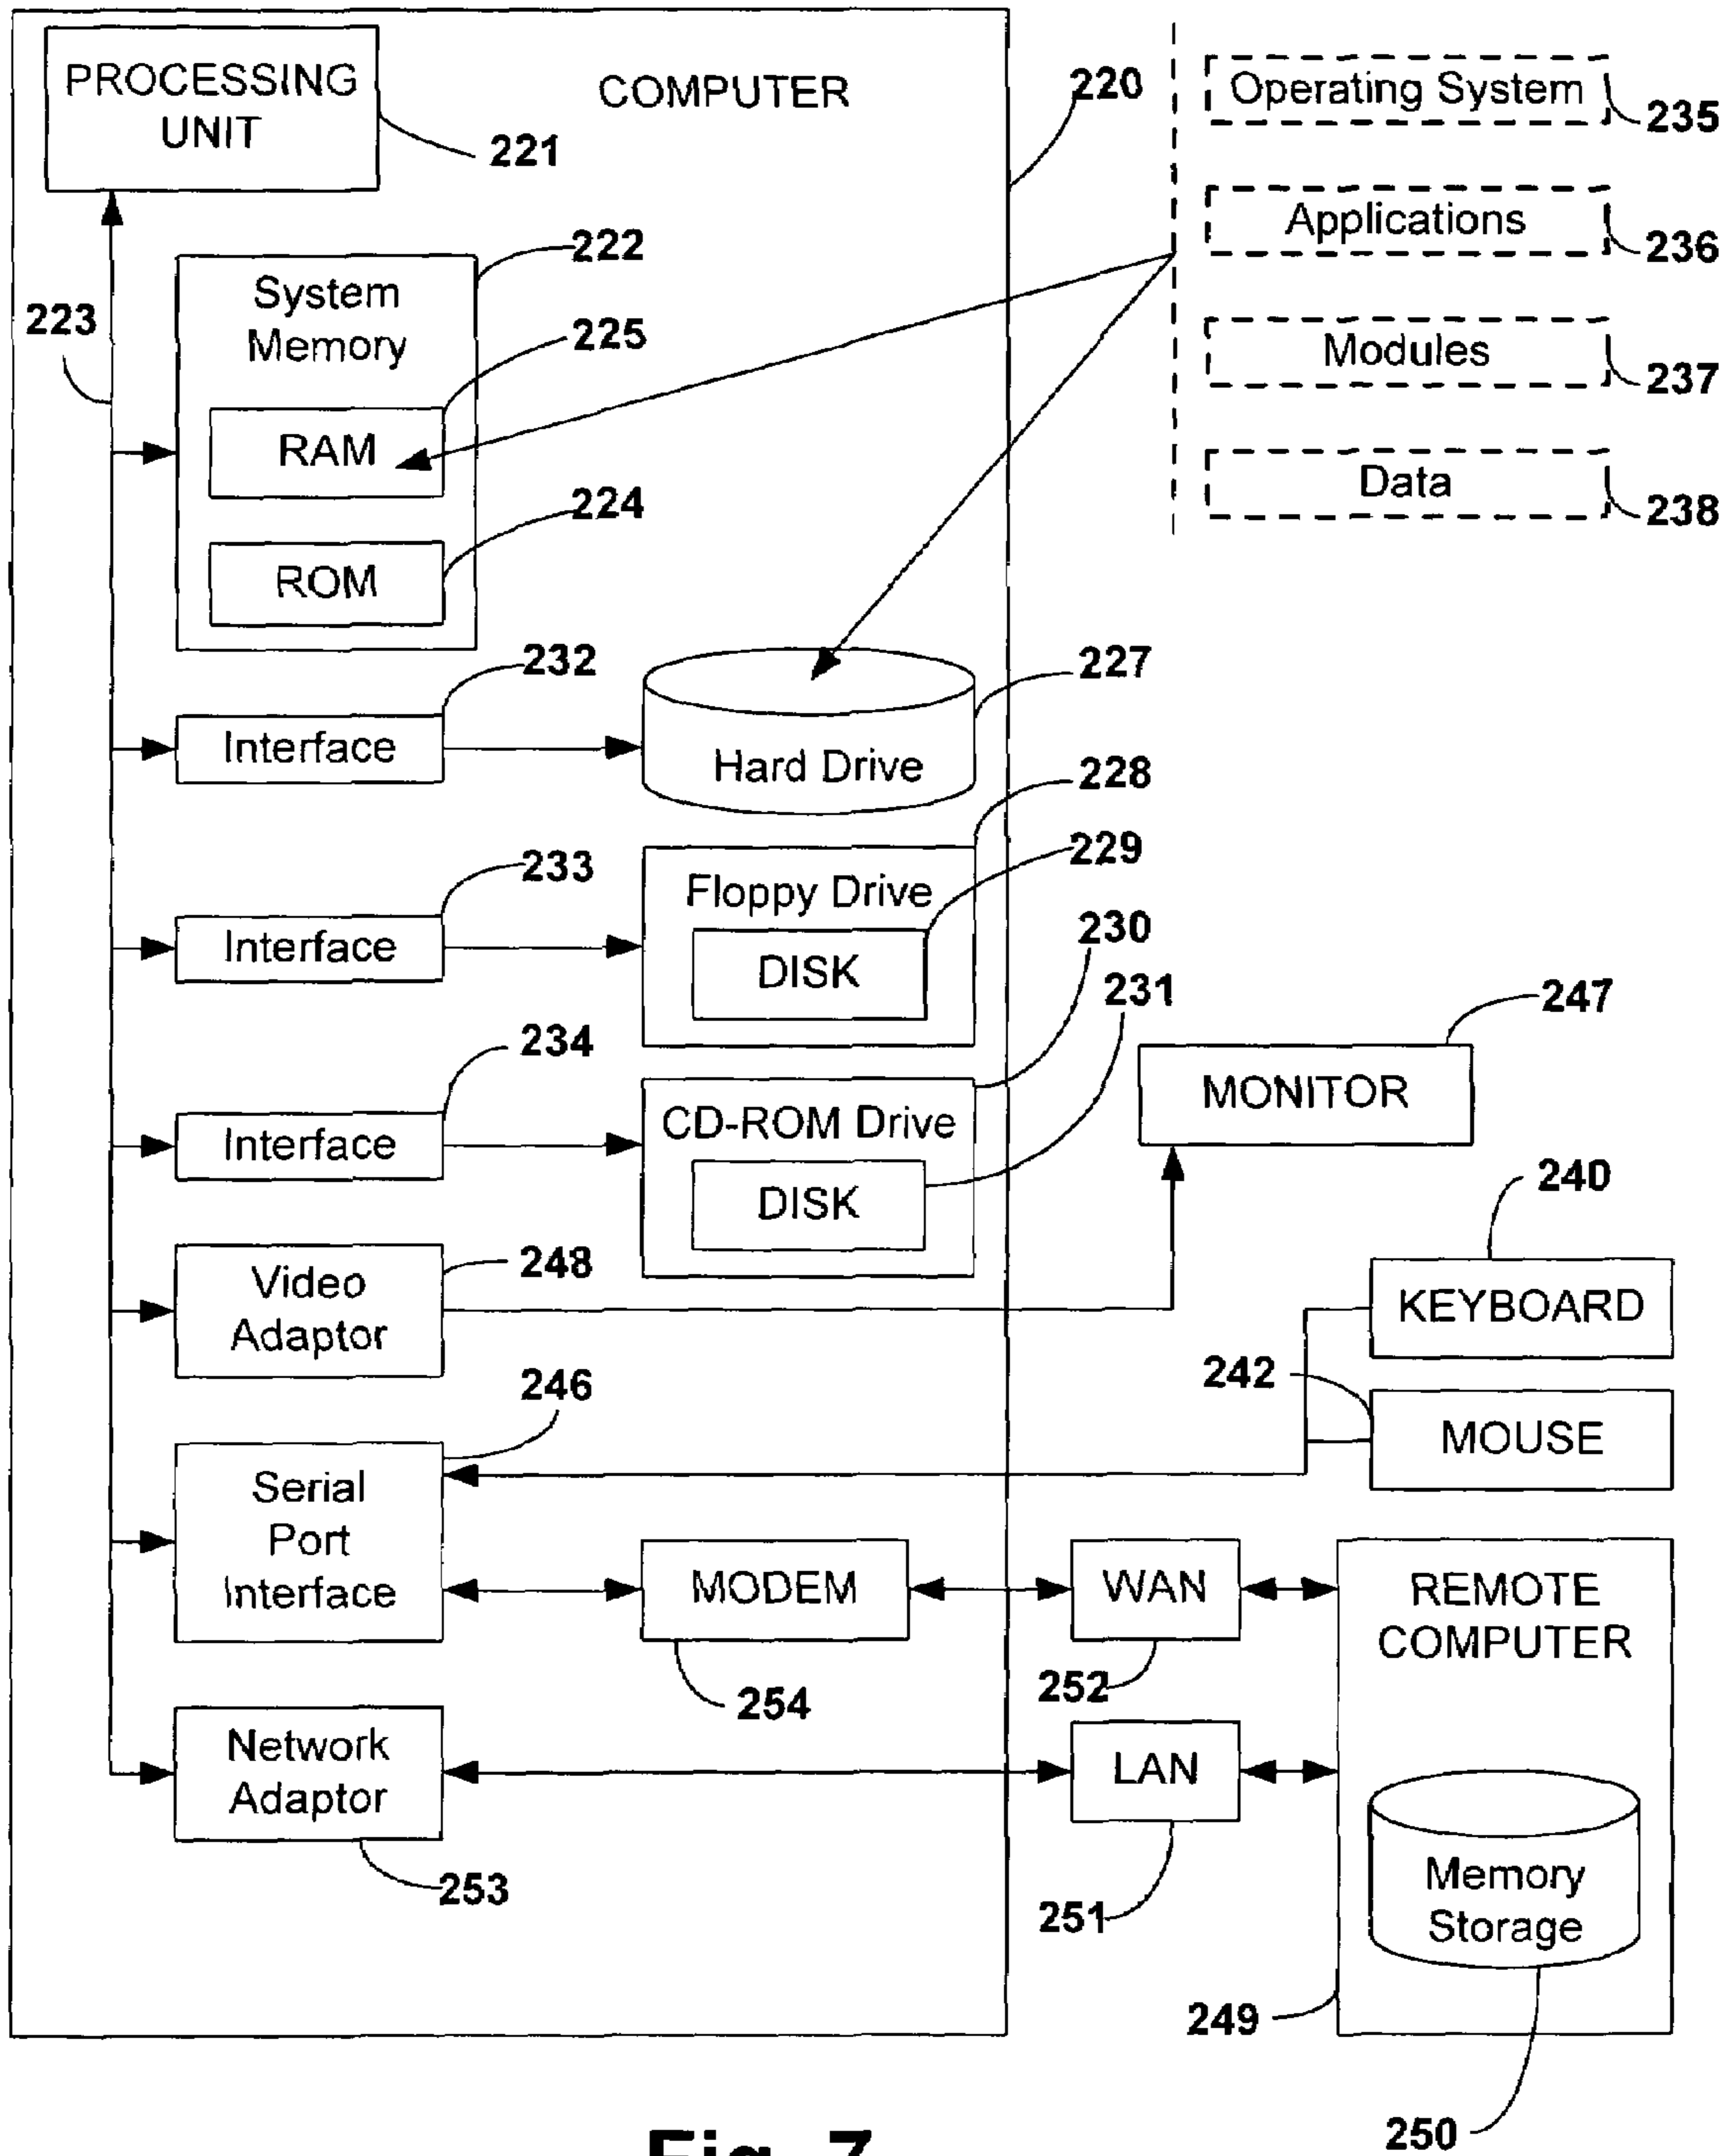 PROCESSING
UNIT
221
COMPUTER
220
Operating System
235
Applications
236
Modules
237
Data
238
223
222
System
Memory
225
RAM
224
ROM
232
Interface
227
Hard Drive
228
233
Interface
229
Floppy Drive
DISK
230
231
234
Interface
CD-ROM Drive
DISK
247
MONITOR
240
KEYBOARD
248
Video
Adaptor
242
MOUSE
246
Serial
Port
Interface
MODEM
254
WAN
252
REMOTE
COMPUTER
Network
Adaptor
253
LAN
251
Memory
Storage
249
250
Fig. 7